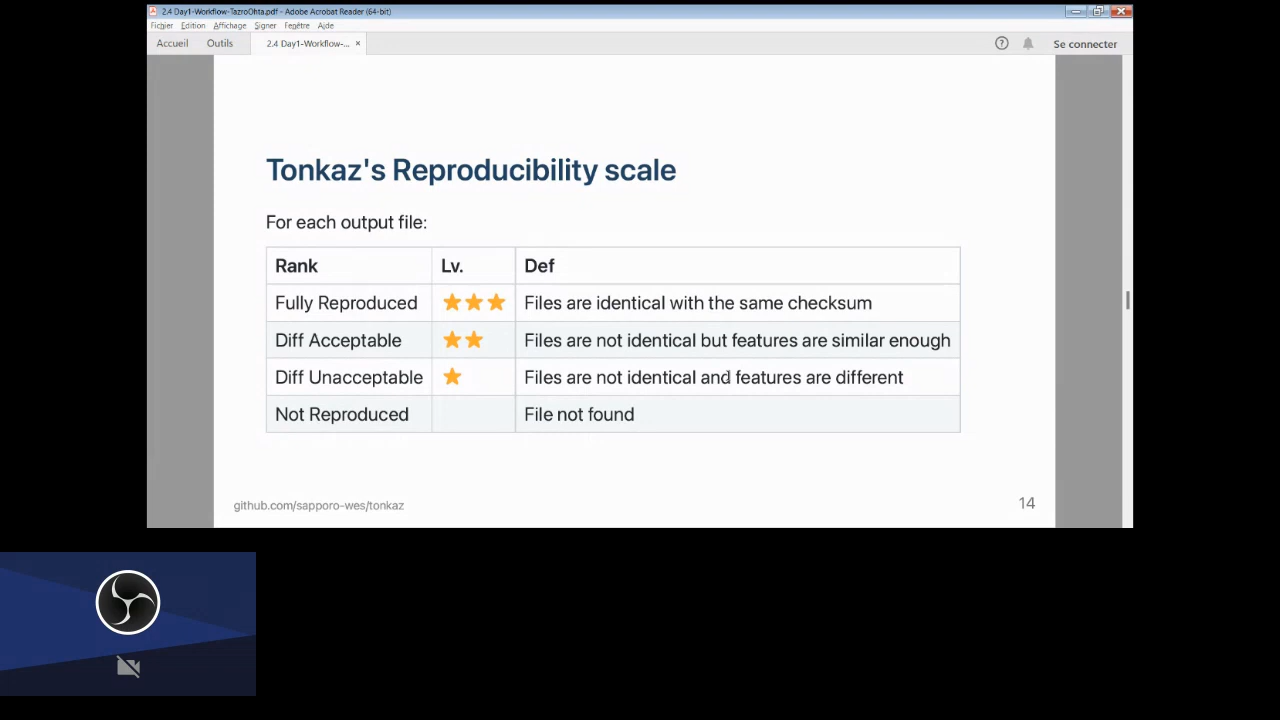 2.4 Day1-Workflow-TazroOhta.pdf - Adobe Acrobat Reader (64-bit)
Fichier Edition Affichage Signer Fenêtre Aide
Accueil Outils 2.4 Day1-Workflow-... × Se connecter
Tonkaz's Reproducibility scale
For each output file:
Rank Lv. Def
Fully Reproduced ★★★ Files are identical with the same checksum
Diff Acceptable ★★ Files are not identical but features are similar enough
Diff Unacceptable ★ Files are not identical and features are different
Not Reproduced File not found
github.com/sapporo-wes/tonkaz 14